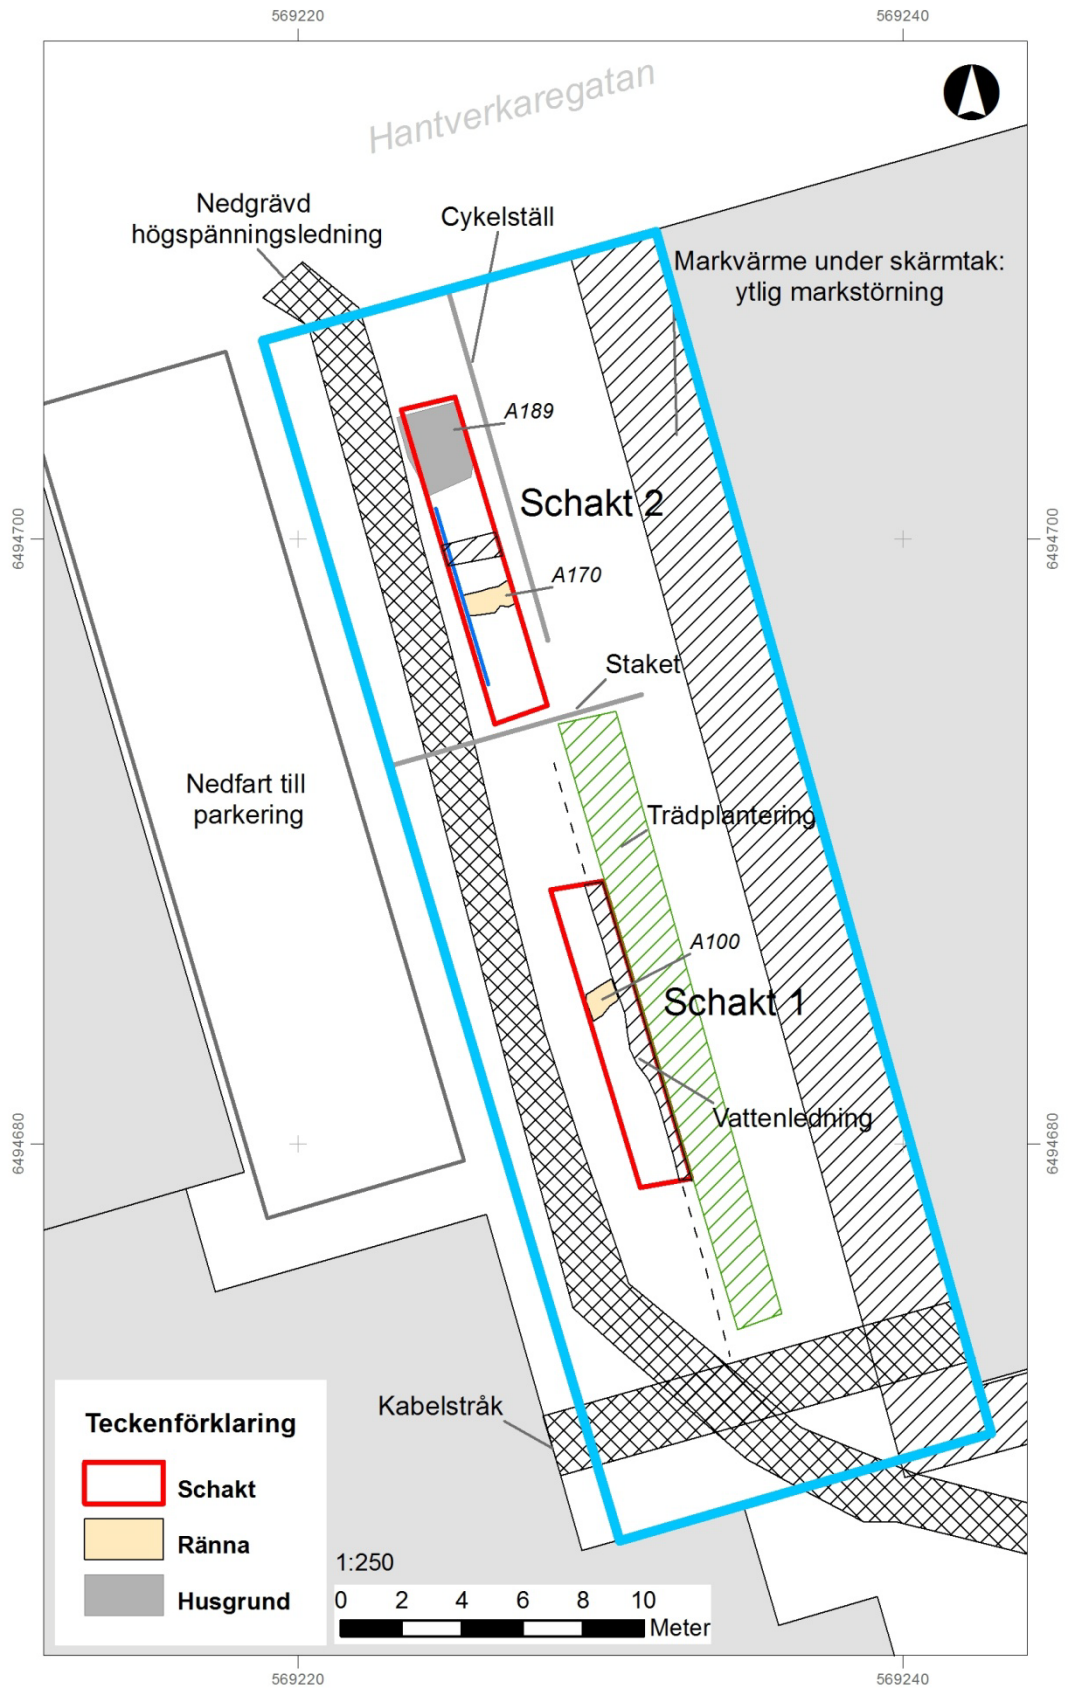 569220
569240
Hantverkaregatan
Nedgrävd
högspänningsledning
Cykelställ
Markvärme under skärmtak:
ytlig markstörning
A189
Schakt 2
6494700
6494700
A170
Staket
Nedfart till
parkering
Trädplantering
A100
Schakt 1
Vattenledning
6494680
6494680
Kabelstråk
Teckenförklaring
Schakt
Ränna
Husgrund
1:250
0 2 4 6 8 10
Meter
569220
569240